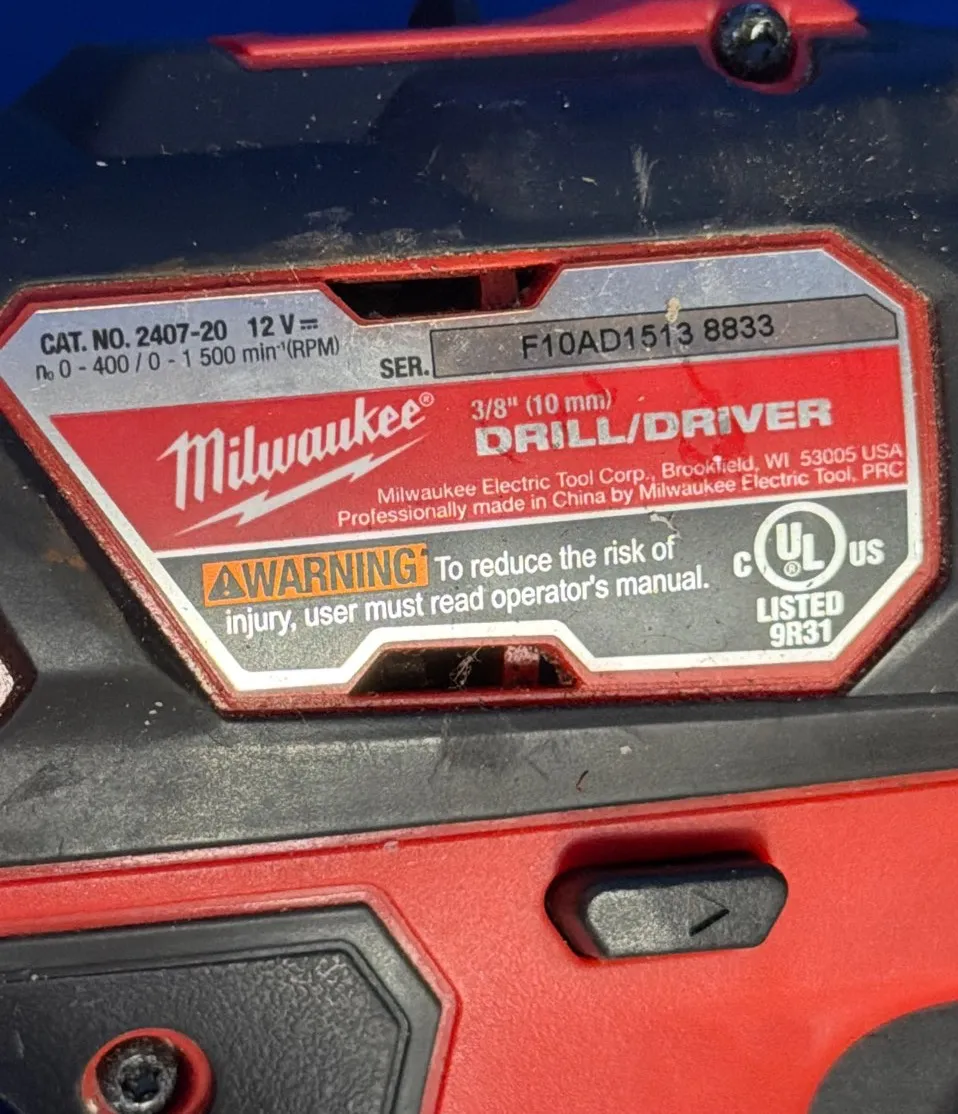 CAT. NO. 2407-20 12 V ⎓
n₀ 0 - 400 / 0 - 1 500 min⁻¹(RPM)
SER. F10AD1513 8833
Milwaukee®
3/8" (10 mm)
DRILL/DRIVER
Milwaukee Electric Tool Corp., Brookfield, WI 53005 USA
Professionally made in China by Milwaukee Electric Tool, PRC
⚠WARNING To reduce the risk of
injury, user must read operator's manual.
C UL® US
LISTED
9R31